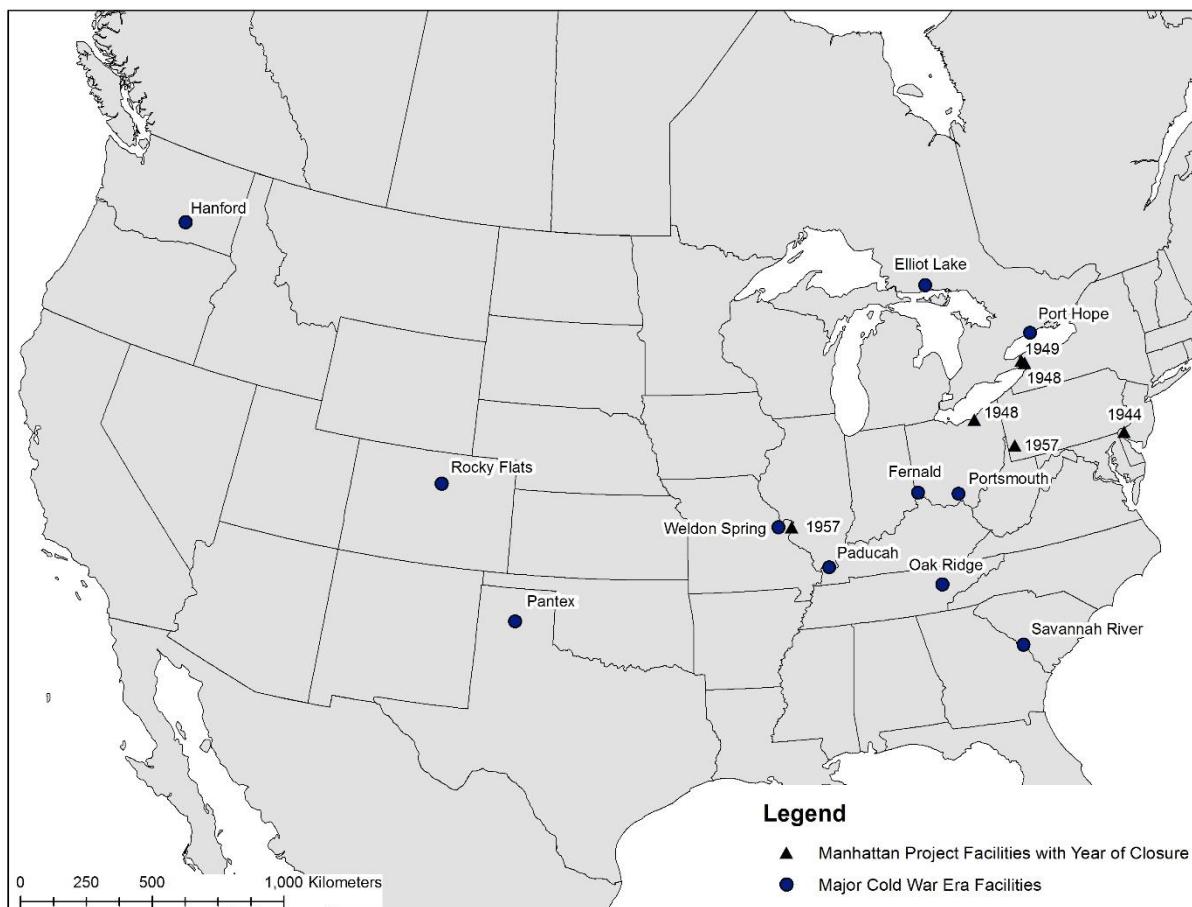 Hanford
Elliot Lake
Port Hope
1949
1948
1944
1948
1957
Rocky Flats
Fernald
Portsmouth
Weldon Spring
1957
Paducah
Oak Ridge
Pantex
Savannah River
Legend
Manhattan Project Facilities with Year of Closure
Major Cold War Era Facilities
0 250 500 1,000 Kilometers